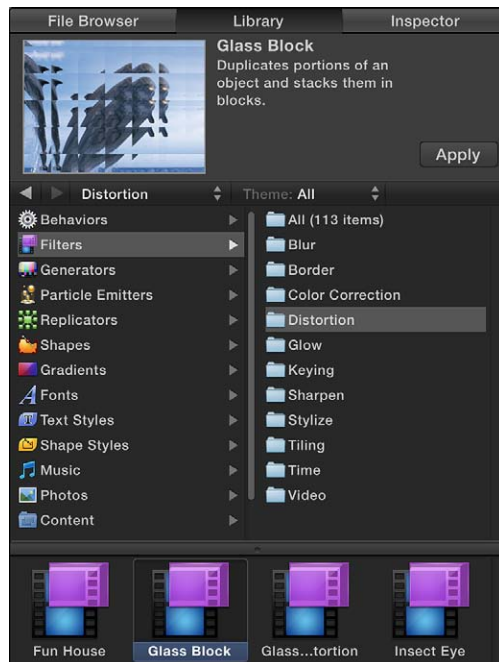 File Browser
Library
Inspector
Glass Block
Duplicates portions of an
object and stacks them in
blocks.
Apply
Distortion
Theme: All
Behaviors
Filters
Generators
Particle Emitters
Replicators
Shapes
Gradients
Fonts
Text Styles
Shape Styles
Music
Photos
Content
All (113 items)
Blur
Border
Color Correction
Distortion
Glow
Keying
Sharpen
Stylize
Tiling
Time
Video
Fun House
Glass Block
Glass...tortion
Insect Eye